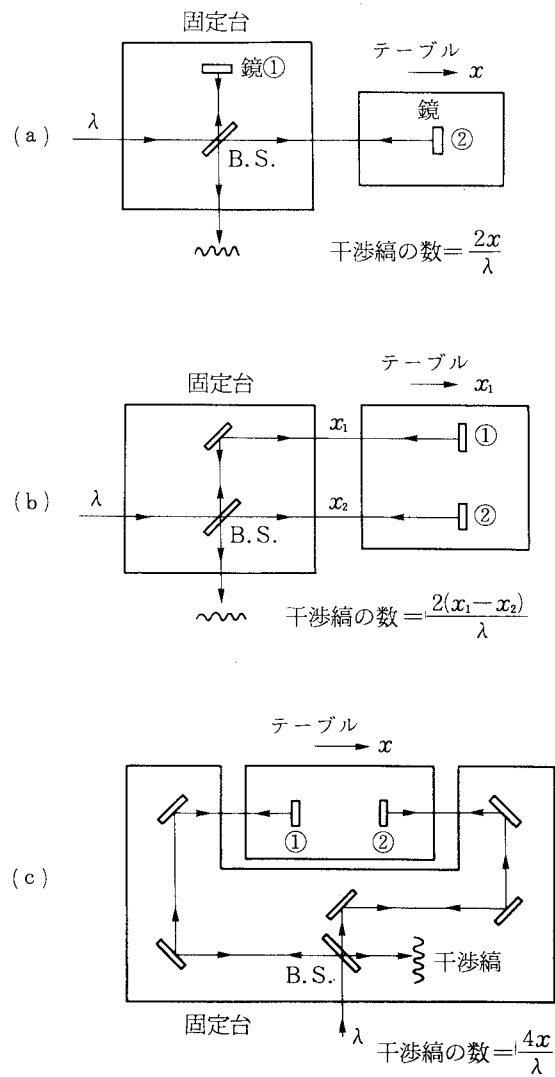 固定台
テーブル
x
鏡①
(a)
λ
鏡
②
B.S.
干渉縞の数=2x/λ
テーブル
x₁
固定台
x₁
①
(b)
λ
x₂
②
B.S.
干渉縞の数=2(x₁−x₂)/λ
テーブル
x
①
②
(c)
B.S.
干渉縞
固定台
λ
干渉縞の数=4x/λ